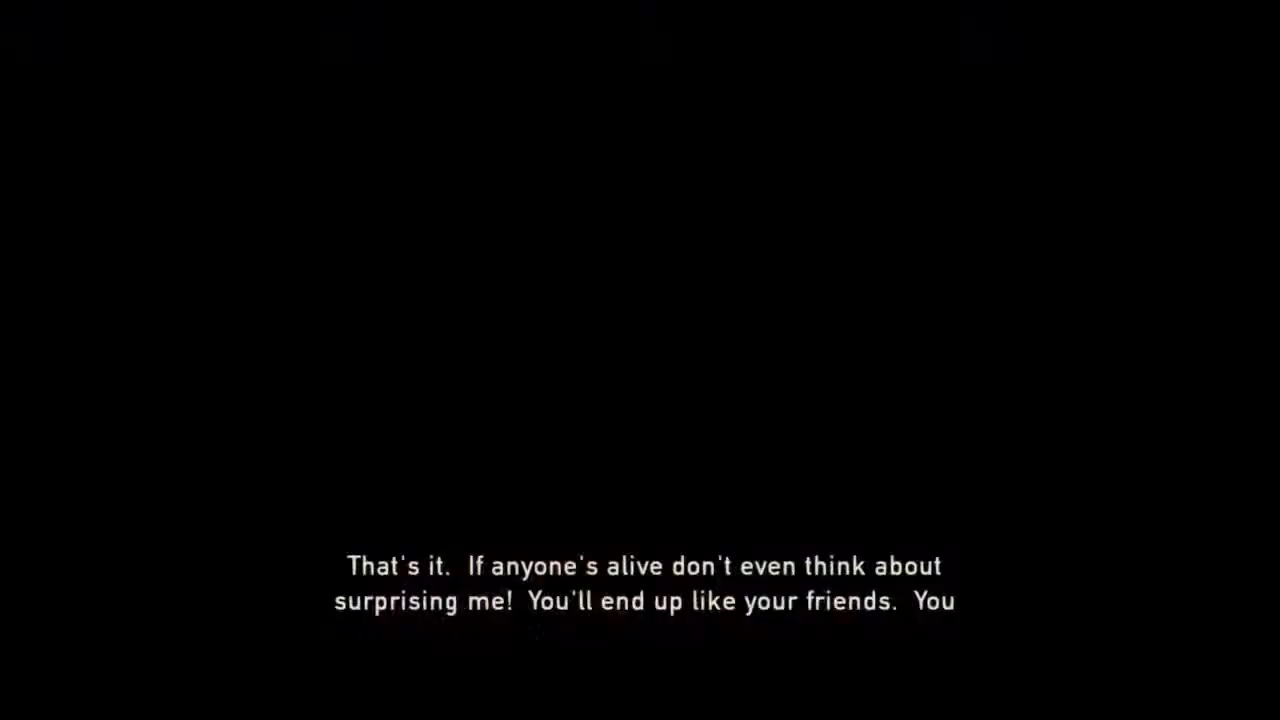 That's it.  If anyone's alive don't even think about
surprising me!  You'll end up like your friends.  You